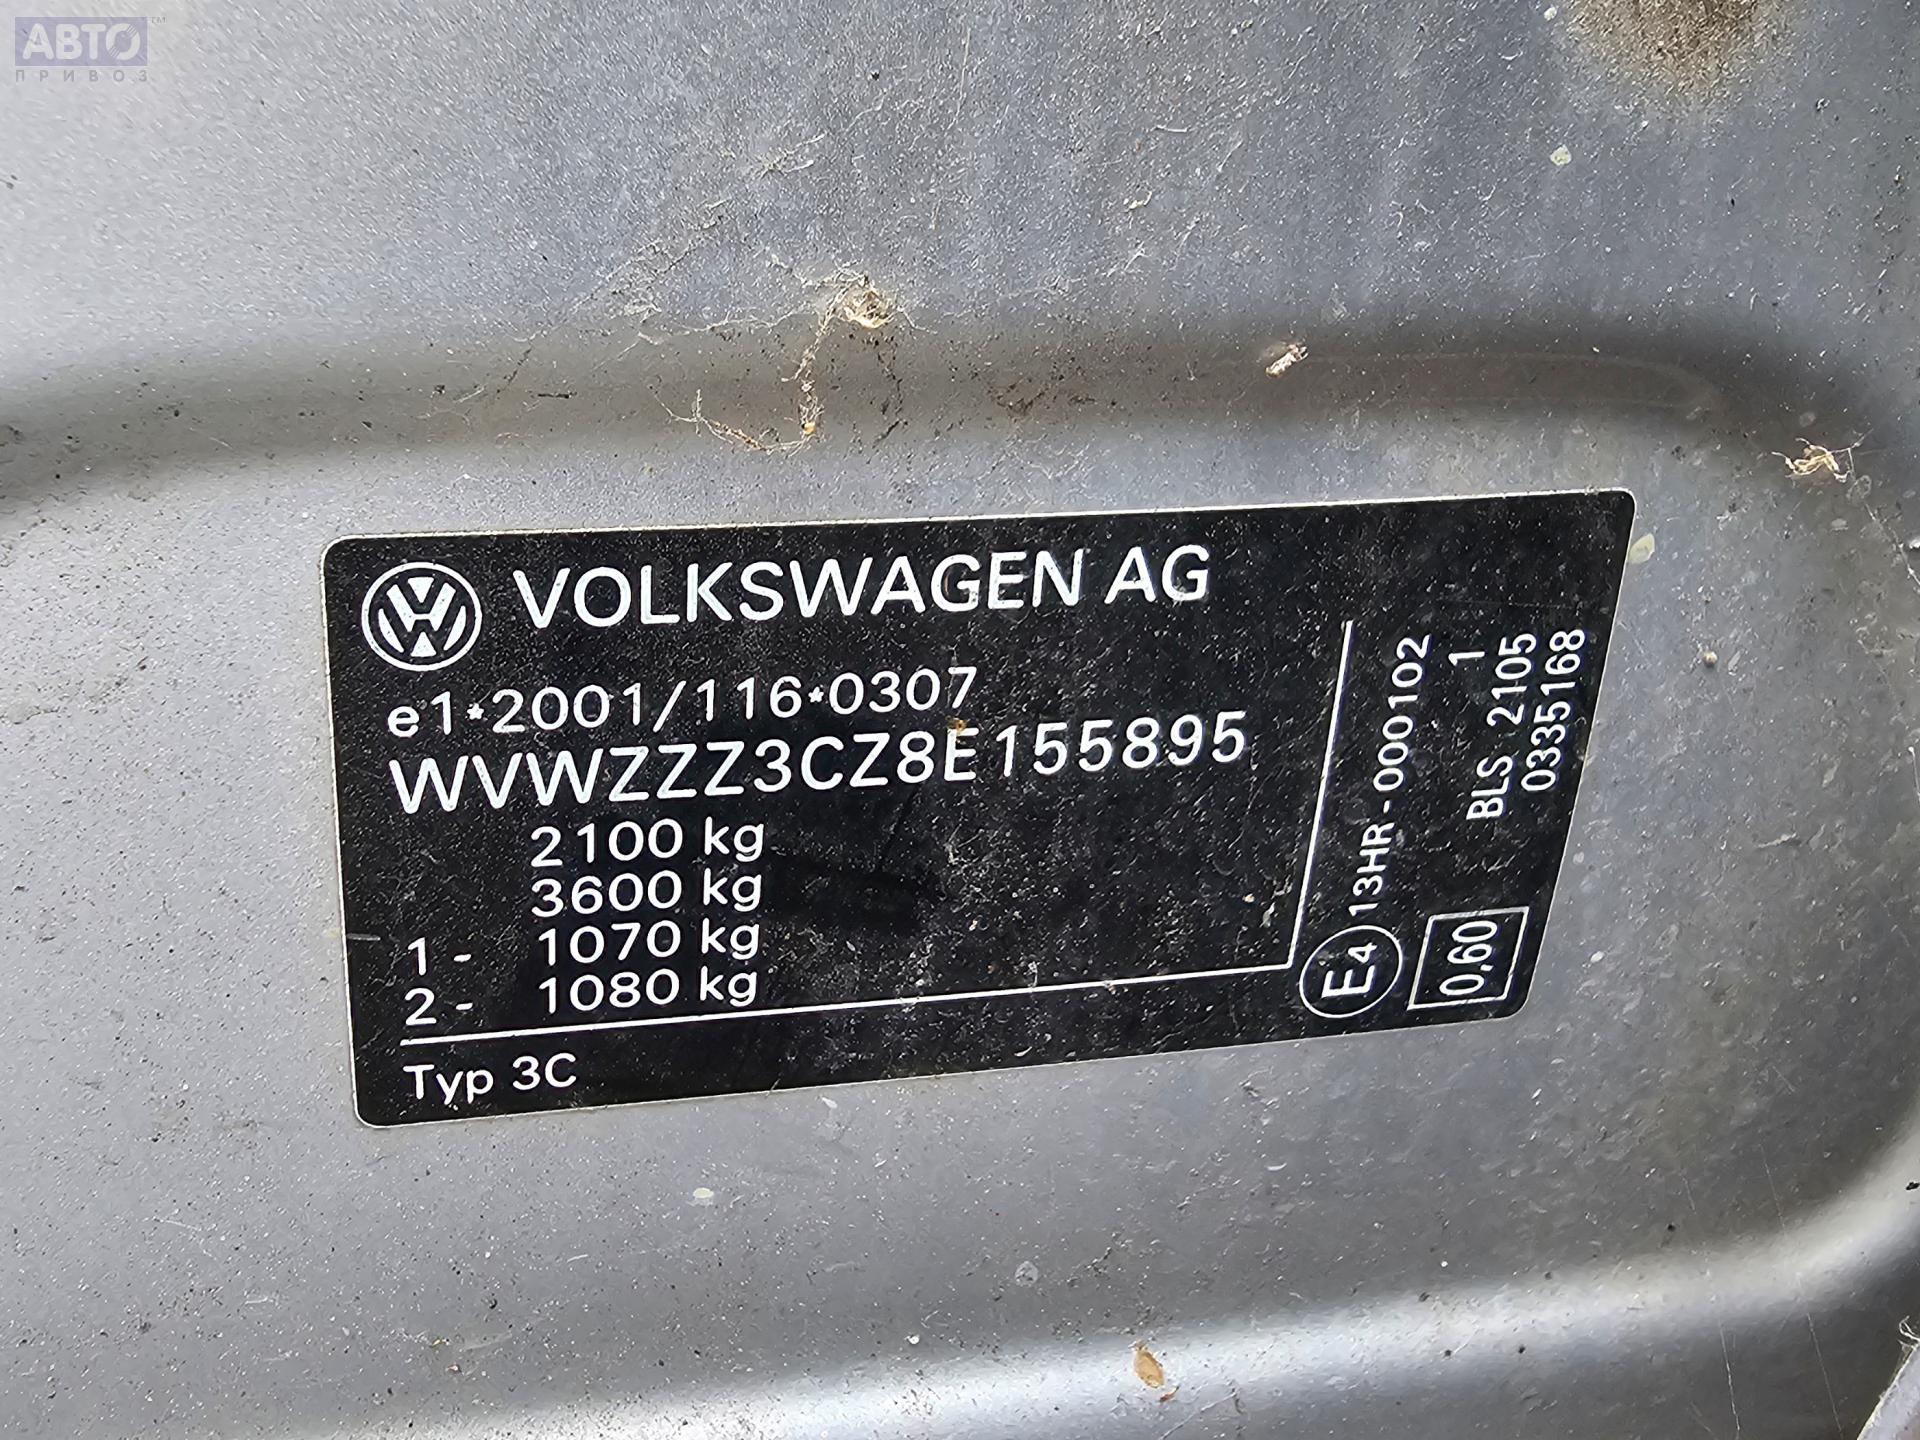 АВТО™
ПРИВОЗ
VOLKSWAGEN AG
e1*2001/116*0307
WVWZZZ3CZ8E155895
2100 kg
3600 kg
1- 1070 kg
2- 1080 kg
Typ 3C
E4 13HR-000102
1
BLS 2105
0335168
0,60